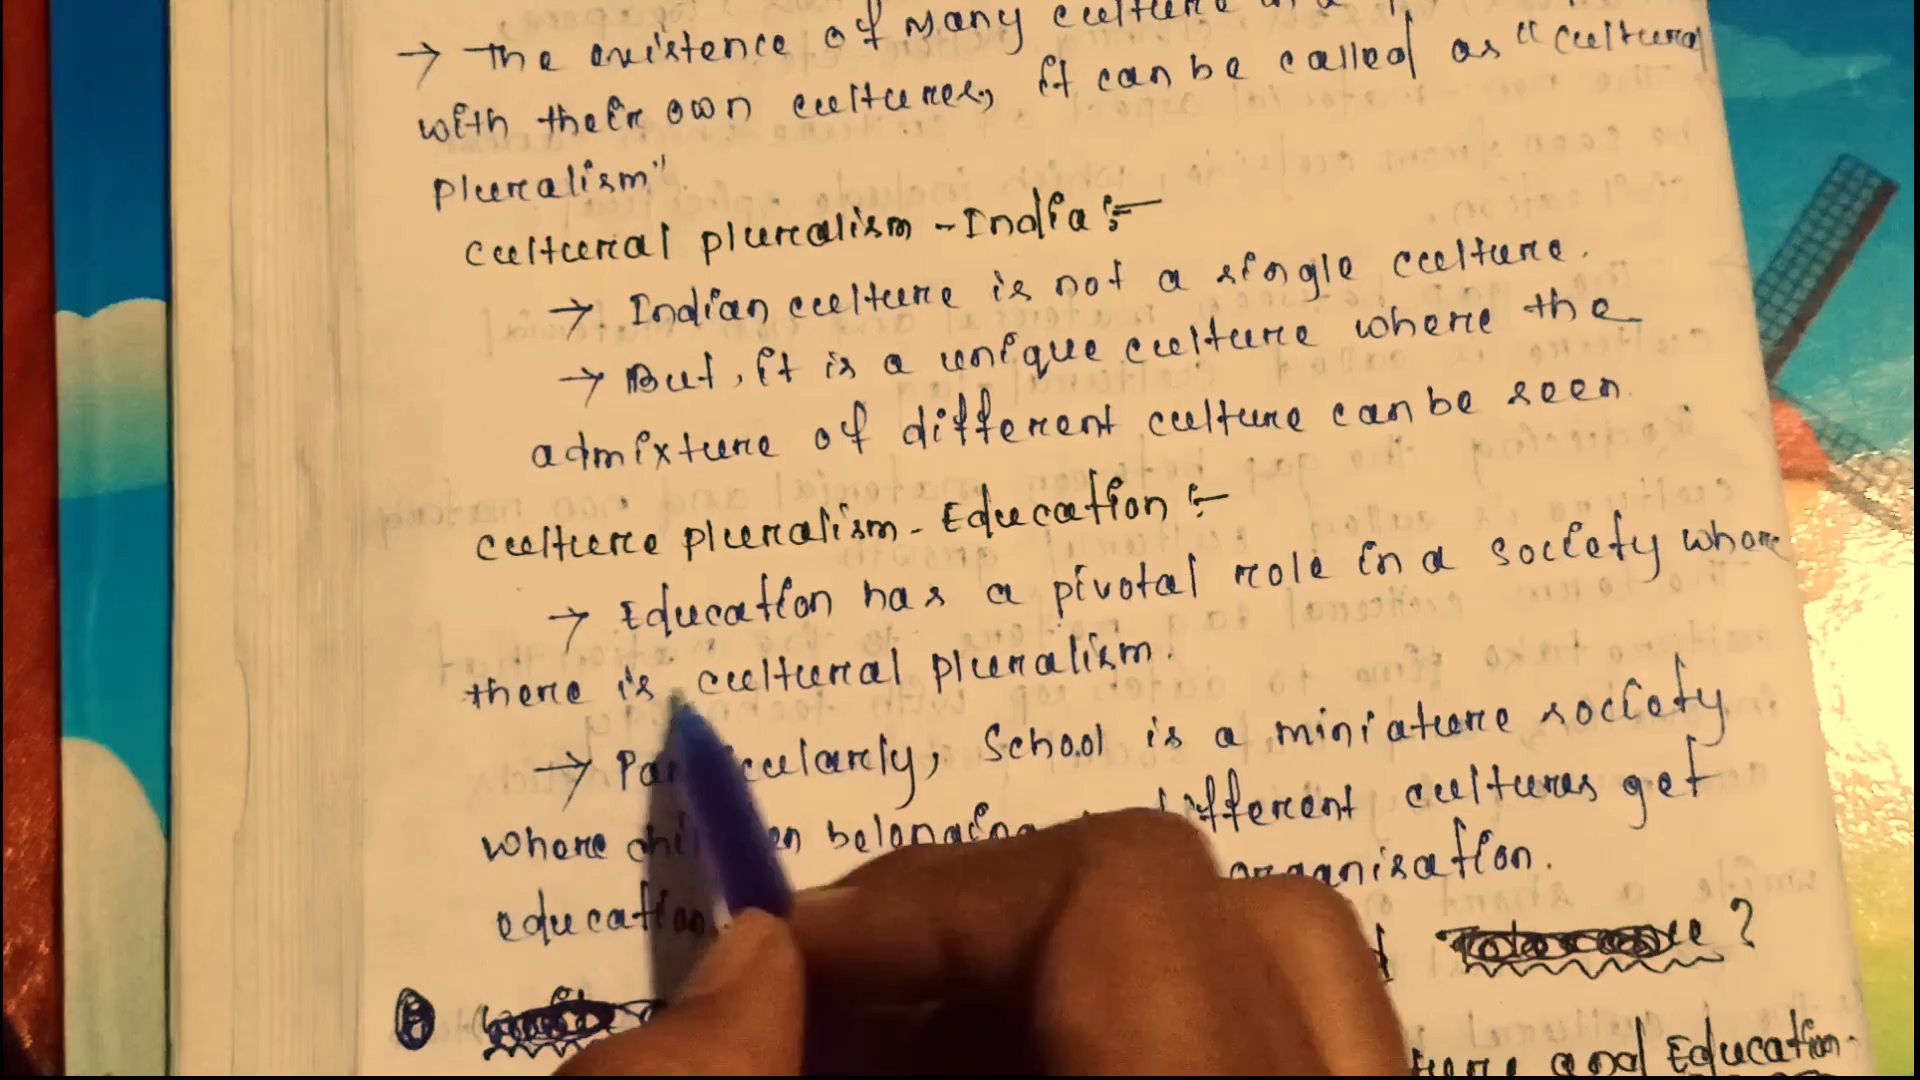 → The existence of Many culture in a
with their own cultures, it can be called as "Cultural
pluralism".
Cultural pluralism - India :-
→ Indian culture is not a single culture.
→ But, it is a unique culture where the
admixture of different culture can be seen.
Culture pluralism - Education :-
→ Education has a pivotal role in a society where
there is cultural pluralism.
→ Particularly, School is a miniature society
where children belonging different cultures get
education. organisation.
?
and Education.